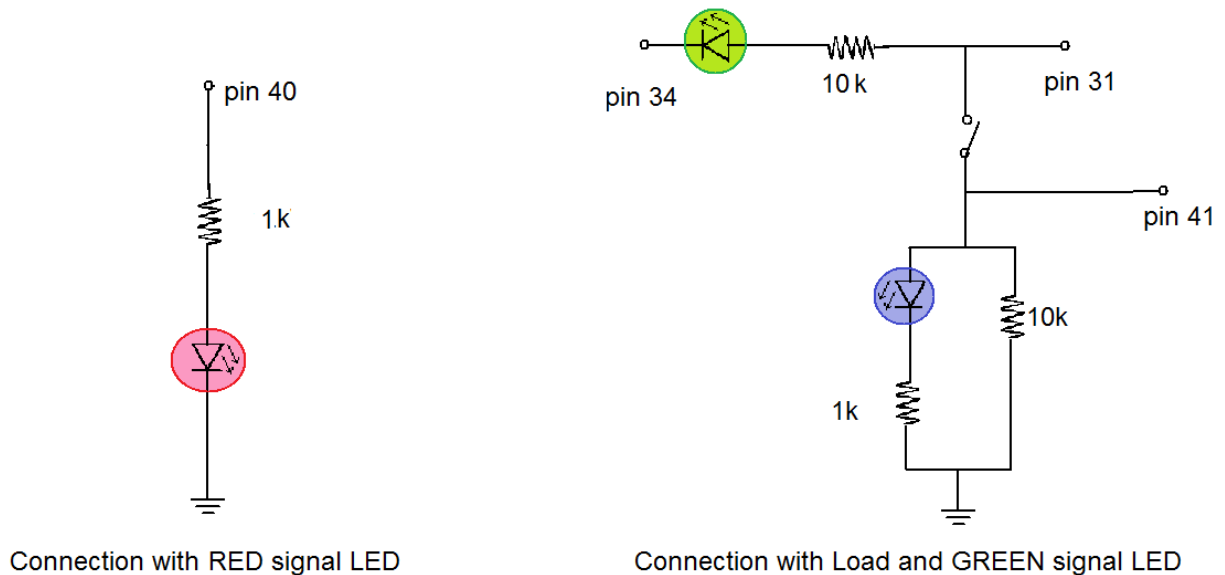 pin 40
1k
Connection with RED signal LED
pin 34
10 k
pin 31
pin 41
10k
1k
Connection with Load and GREEN signal LED